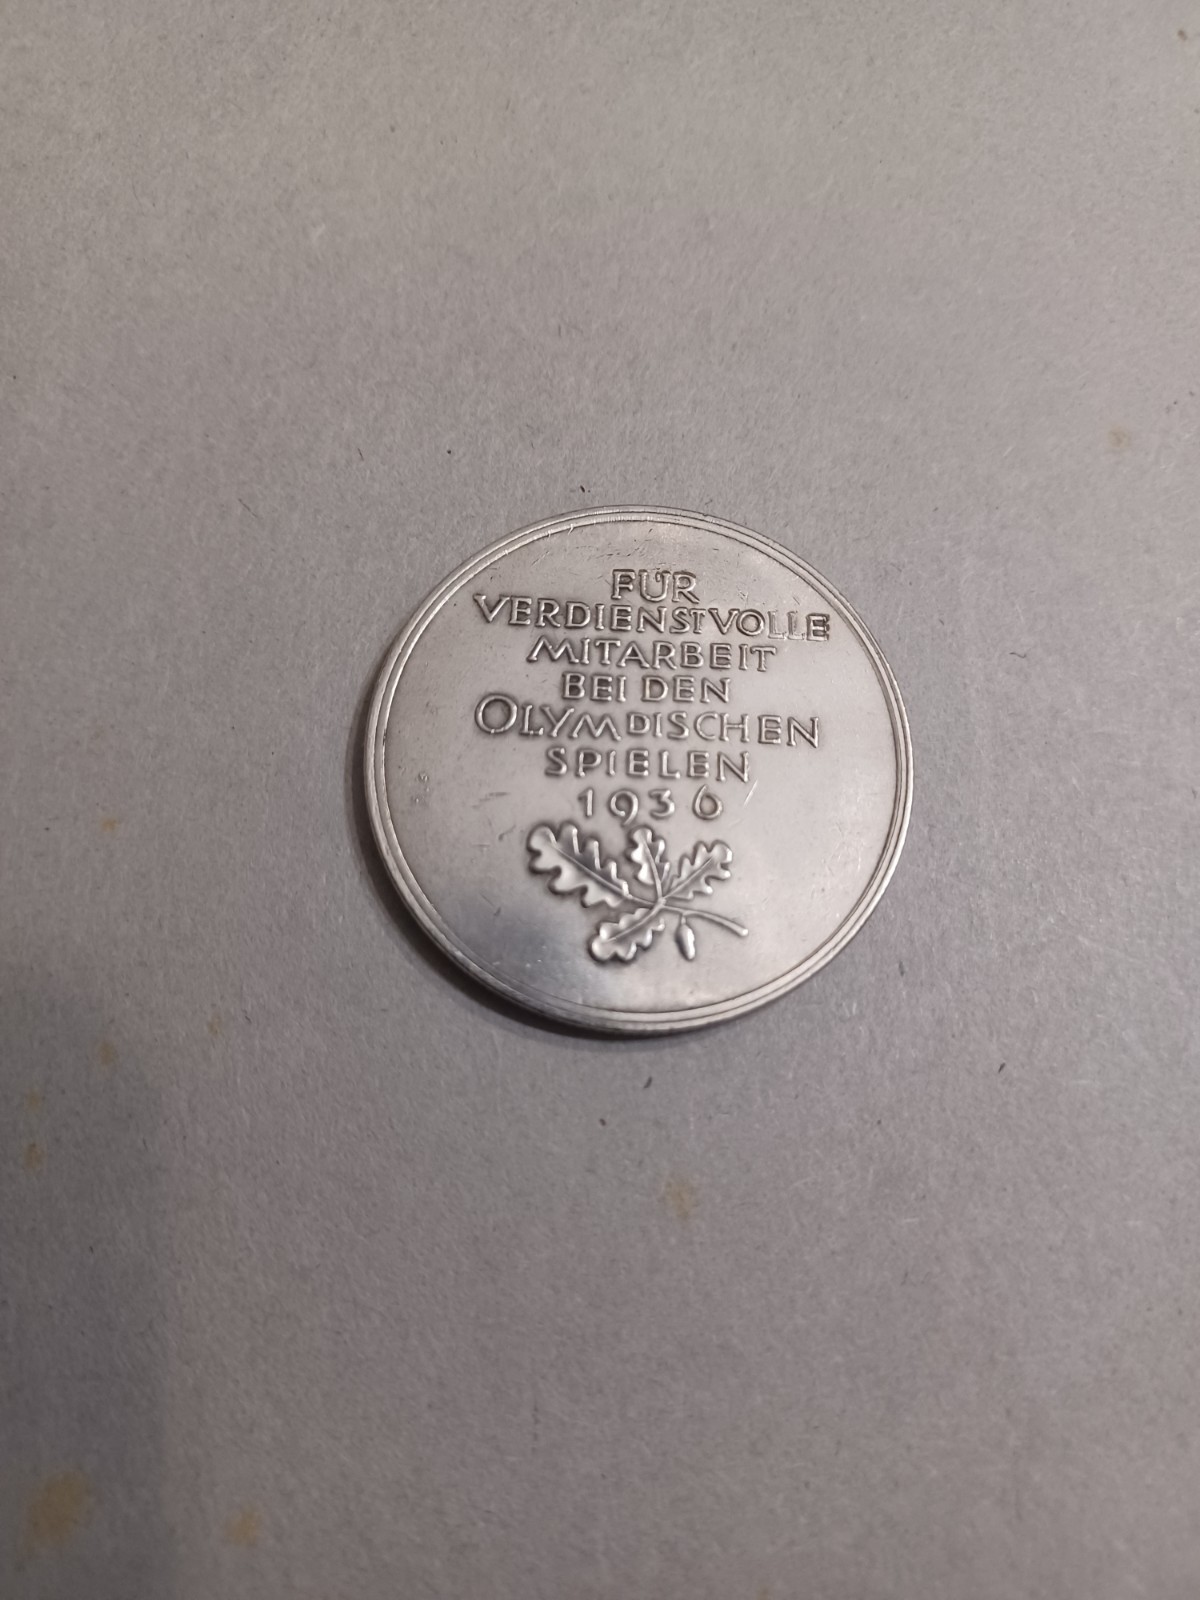 FÜR
VERDIENSTVOLLE
MITARBEIT
BEI DEN
OLYMPISCHEN
SPIELEN
1936